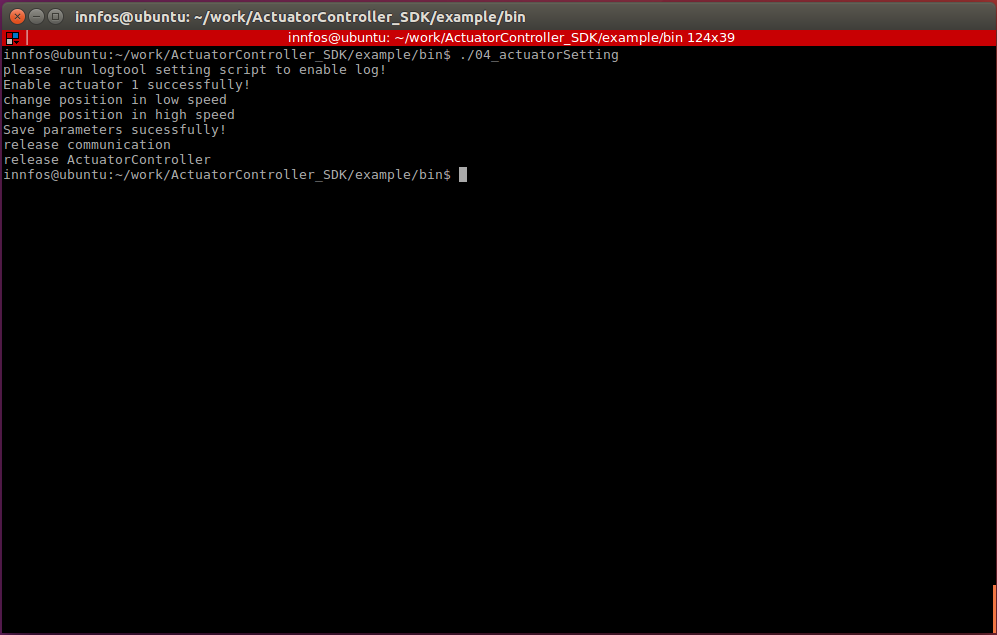 innfos@ubuntu: ~/work/ActuatorController_SDK/example/bin
innfos@ubuntu: ~/work/ActuatorController_SDK/example/bin 124x39
innfos@ubuntu:~/work/ActuatorController_SDK/example/bin$ ./04_actuatorSetting
please run logtool setting script to enable log!
Enable actuator 1 successfully!
change position in low speed
change position in high speed
Save parameters sucessfully!
release communication
release ActuatorController
innfos@ubuntu:~/work/ActuatorController_SDK/example/bin$